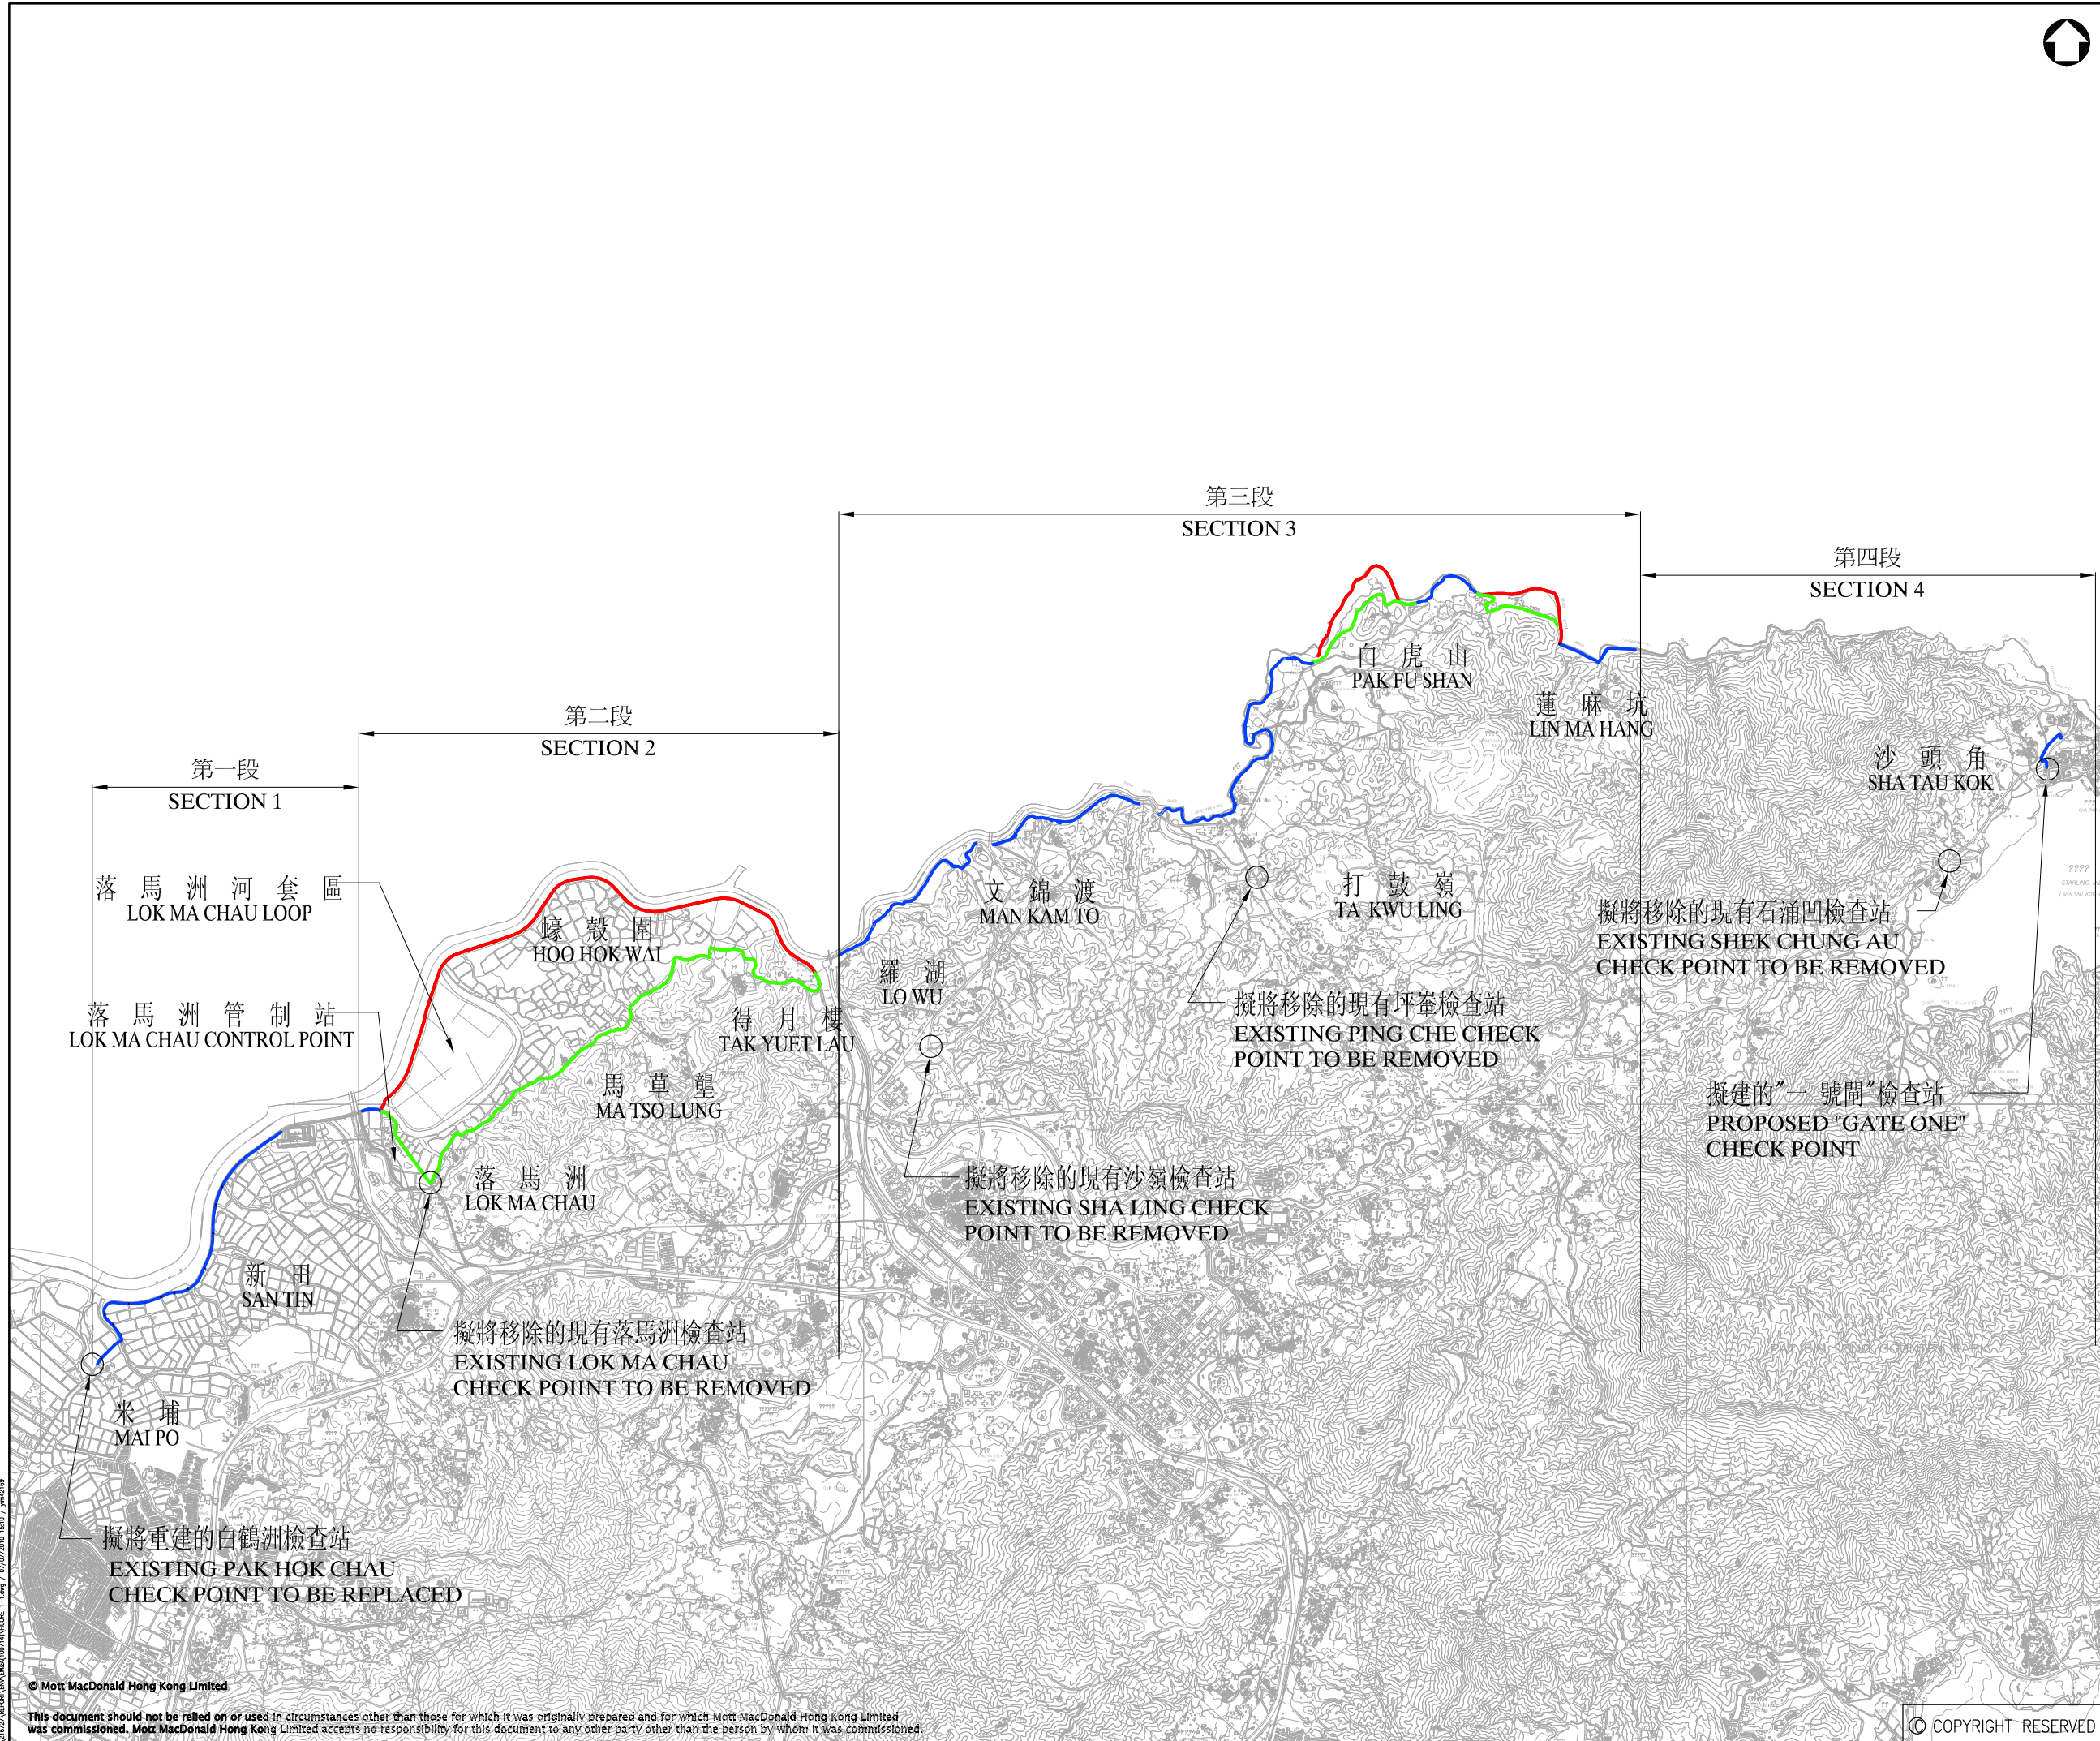 第三段
SECTION 3
第四段
SECTION 4
第二段
SECTION 2
第一段
SECTION 1
白虎山
PAK FU SHAN
蓮麻坑
LIN MA HANG
沙頭角
SHA TAU KOK
落馬洲河套區
LOK MA CHAU LOOP
蠔殼圍
HOO HOK WAI
文錦渡
MAN KAM TO
打鼓嶺
TA KWU LING
擬將移除的現有石涌凹檢查站
EXISTING SHEK CHUNG AU
CHECK POINT TO BE REMOVED
羅湖
LO WU
落馬洲管制站
LOK MA CHAU CONTROL POINT
得月樓
TAK YUET LAU
擬將移除的現有坪輋檢查站
EXISTING PING CHE CHECK
POINT TO BE REMOVED
馬草壟
MA TSO LUNG
擬建的"一號閘"檢查站
PROPOSED "GATE ONE"
CHECK POINT
落馬洲
LOK MA CHAU
擬將移除的現有沙嶺檢查站
EXISTING SHA LING CHECK
POINT TO BE REMOVED
新田
SAN TIN
擬將移除的現有落馬洲檢查站
EXISTING LOK MA CHAU
CHECK POIINT TO BE REMOVED
米埔
MAI PO
擬將重建的白鶴洲檢查站
EXISTING PAK HOK CHAU
CHECK POINT TO BE REPLACED
© Mott MacDonald Hong Kong Limited
This document should not be relied on or used in circumstances other than those for which it was originally prepared and for which Mott MacDonald Hong Kong Limited
was commissioned. Mott MacDonald Hong Kong Limited accepts no responsibility for this document to any other party other than the person by whom it was commissioned.
© COPYRIGHT RESERVED